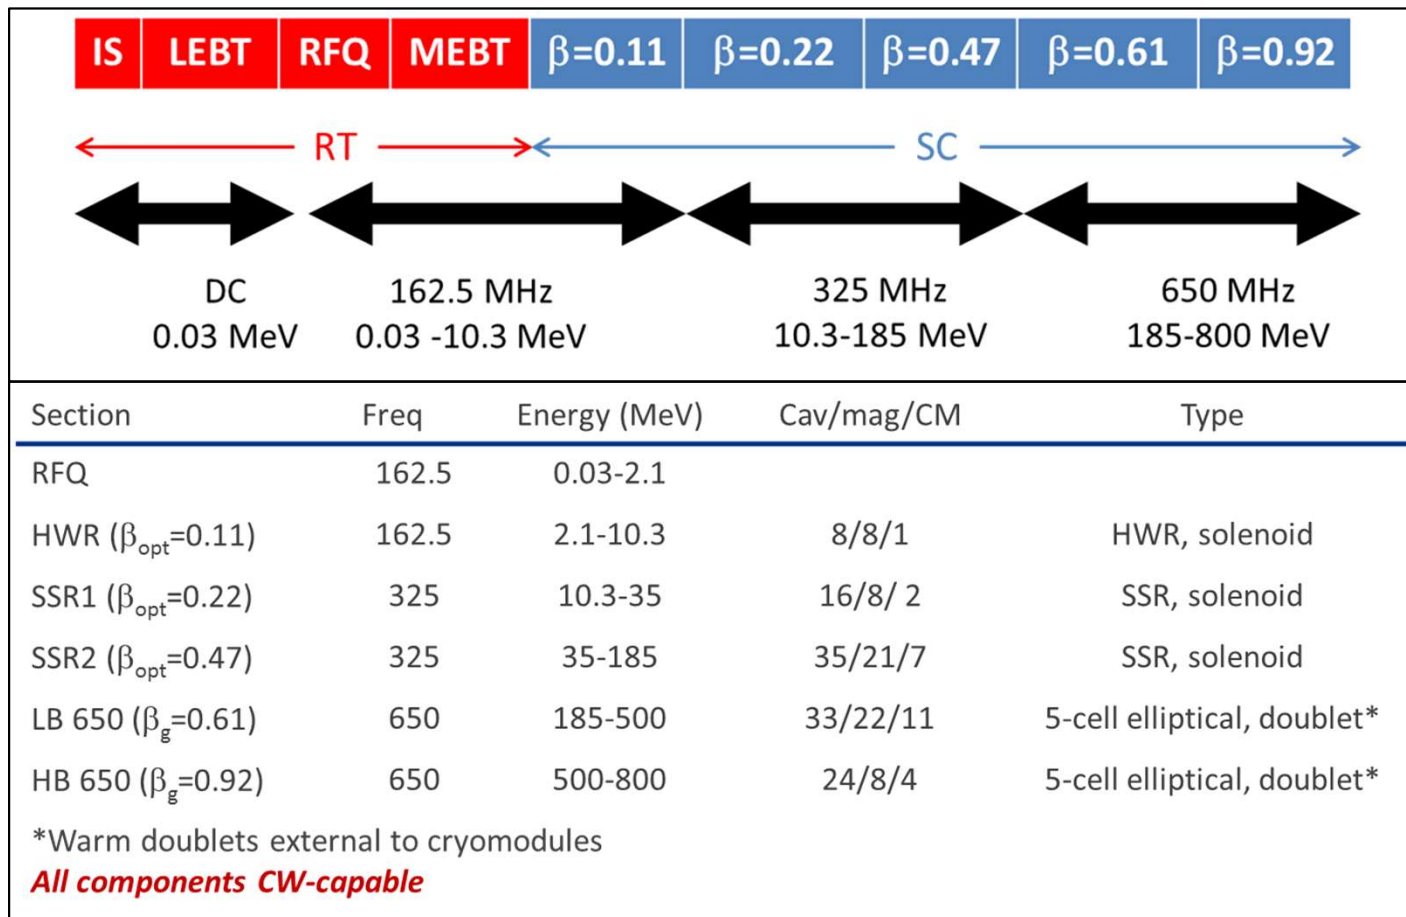 IS LEBT RFQ MEBT β=0.11 β=0.22 β=0.47 β=0.61 β=0.92
RT SC
DC 162.5 MHz 325 MHz 650 MHz
0.03 MeV 0.03 -10.3 MeV 10.3-185 MeV 185-800 MeV
Section Freq Energy (MeV) Cav/mag/CM Type
RFQ 162.5 0.03-2.1
HWR (βopt=0.11) 162.5 2.1-10.3 8/8/1 HWR, solenoid
SSR1 (βopt=0.22) 325 10.3-35 16/8/ 2 SSR, solenoid
SSR2 (βopt=0.47) 325 35-185 35/21/7 SSR, solenoid
LB 650 (βg=0.61) 650 185-500 33/22/11 5-cell elliptical, doublet*
HB 650 (βg=0.92) 650 500-800 24/8/4 5-cell elliptical, doublet*
*Warm doublets external to cryomodules
All components CW-capable